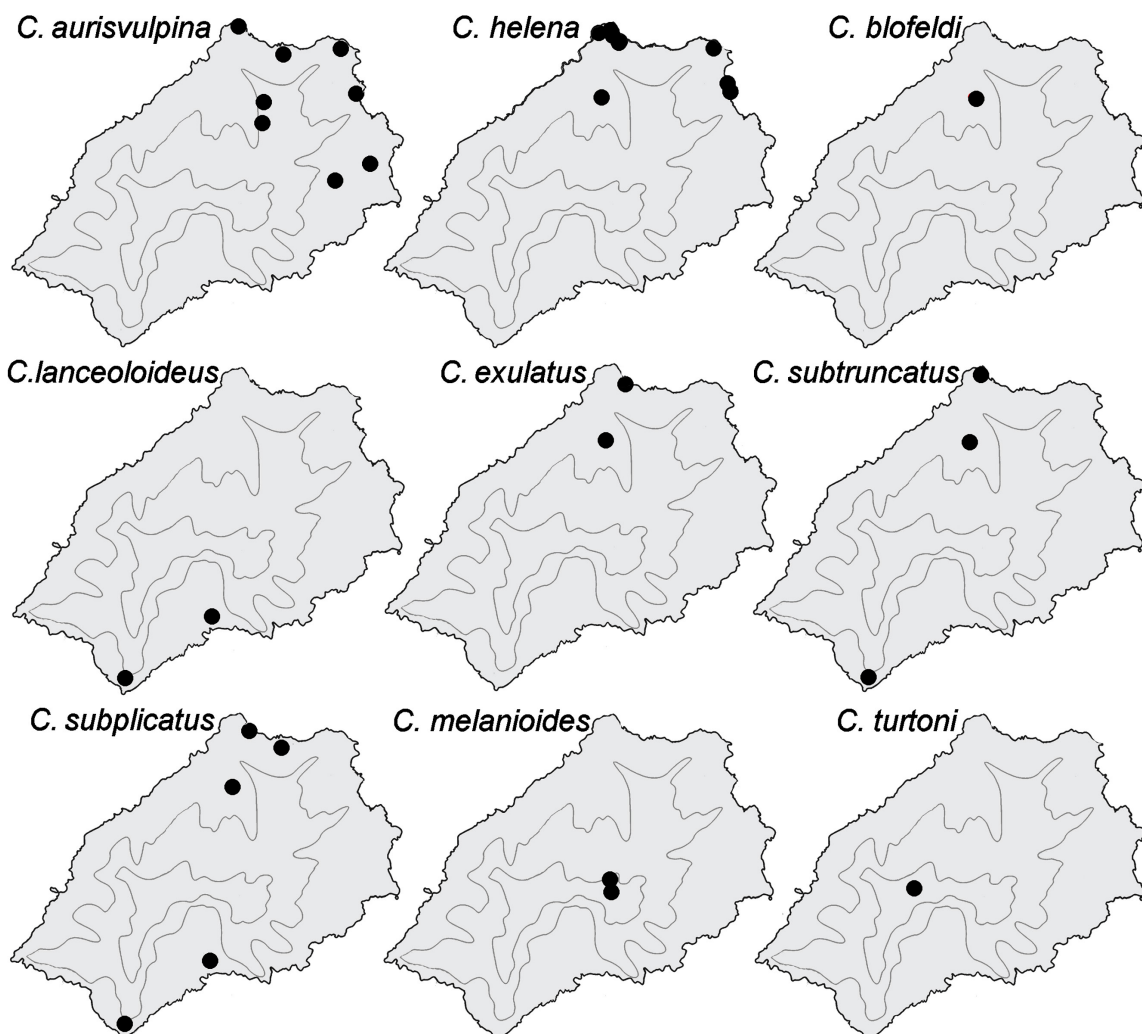 C. aurisvulpina
C. helena
C. blofeldi
C.lanceoloideus
C. exulatus
C. subtruncatus
C. subplicatus
C. melanioides
C. turtoni